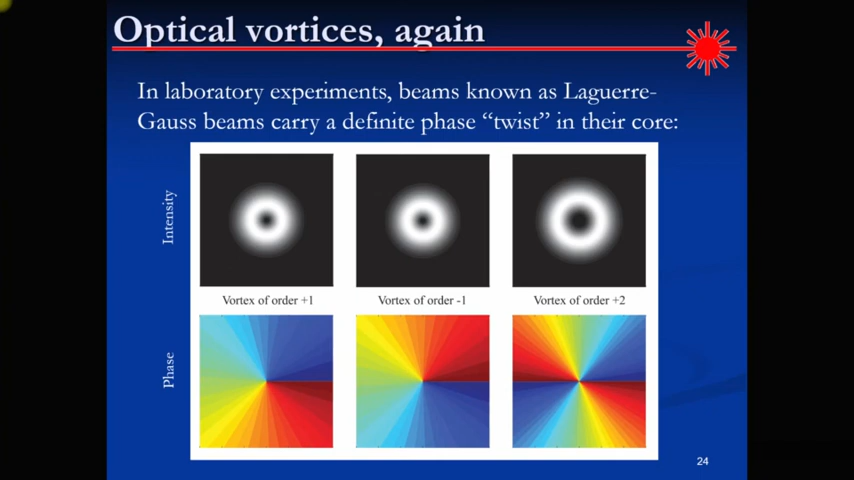 Optical vortices, again
In laboratory experiments, beams known as Laguerre-
Gauss beams carry a definite phase “twist” in their core:
Intensity
Vortex of order +1
Vortex of order -1
Vortex of order +2
Phase
24